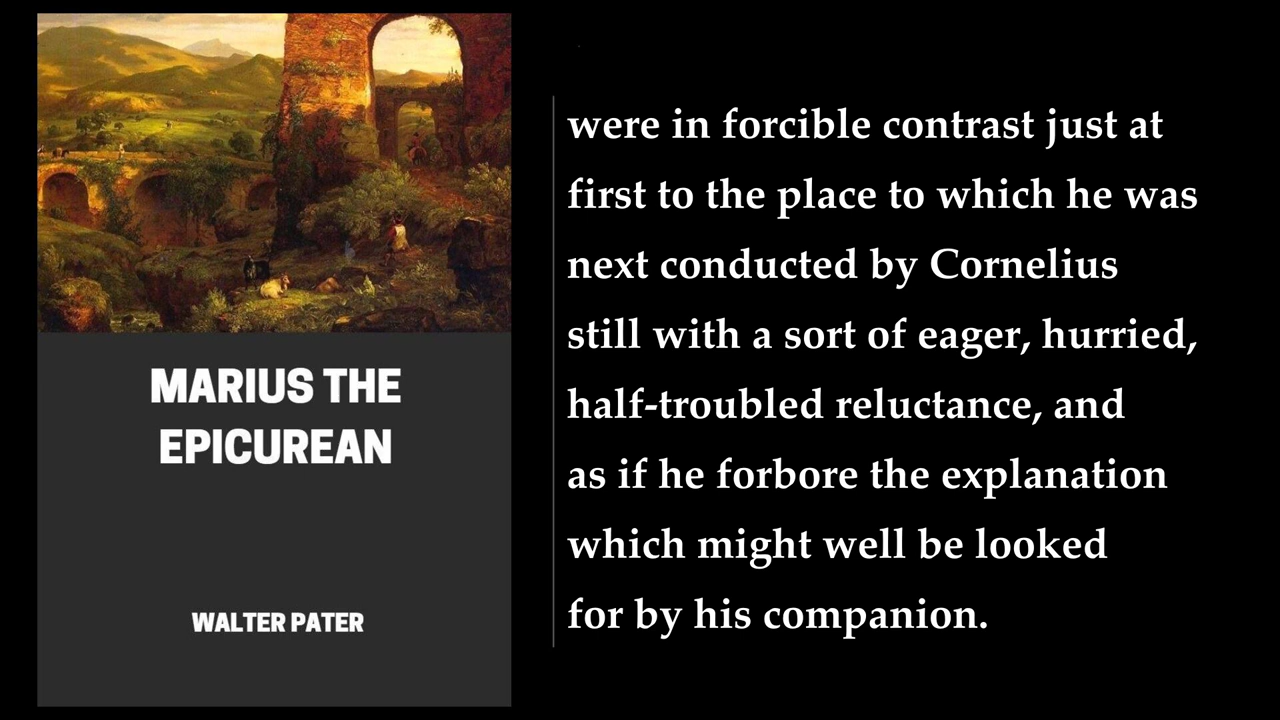 MARIUS THE
EPICUREAN
WALTER PATER
were in forcible contrast just at
first to the place to which he was
next conducted by Cornelius
still with a sort of eager, hurried,
half-troubled reluctance, and
as if he forbore the explanation
which might well be looked
for by his companion.